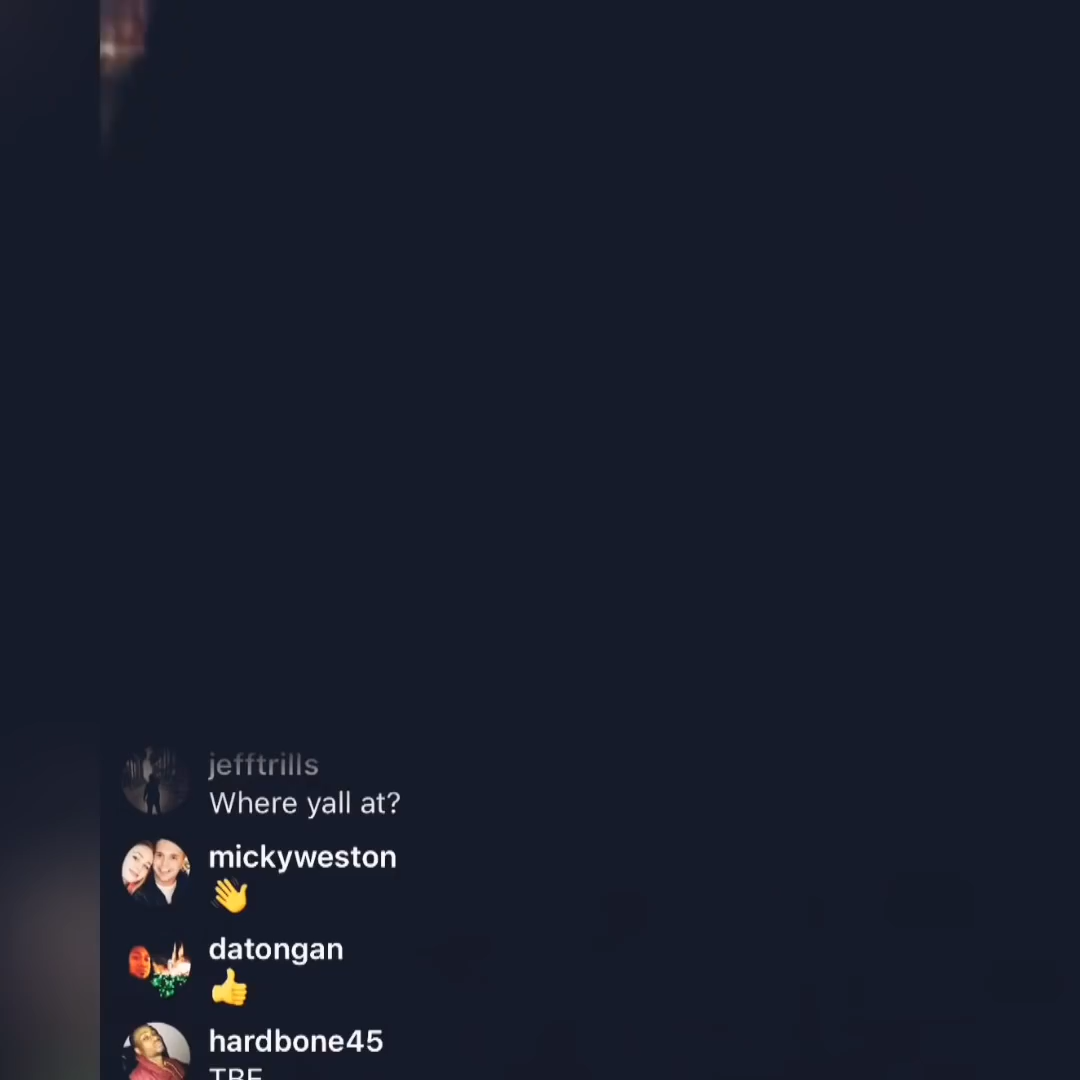 jefftrills
Where yall at?
mickyweston
👋
datongan
👍
hardbone45